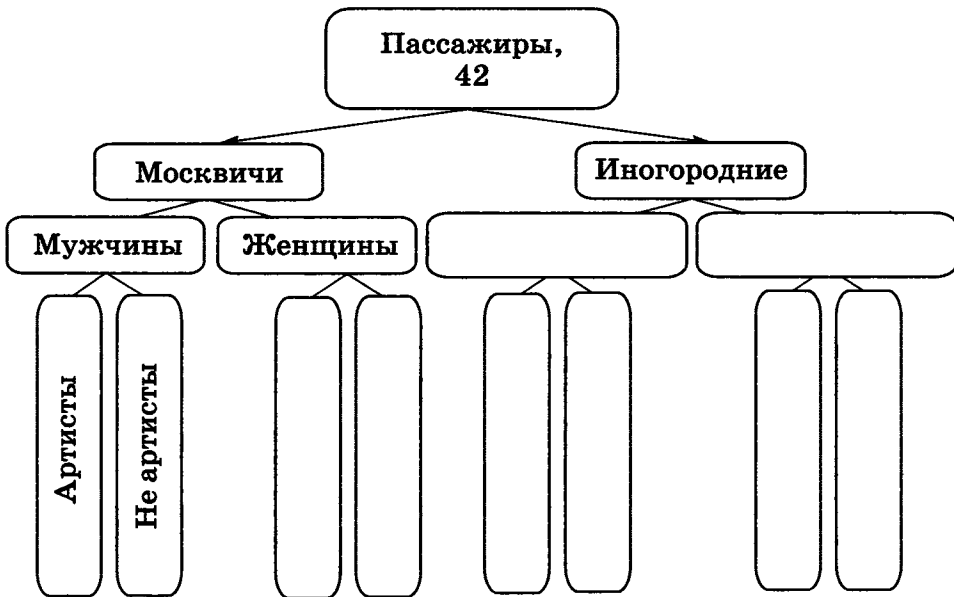 Пассажиры,
42
Москвичи
Иногородние
Мужчины
Женщины
Артисты
Не артисты